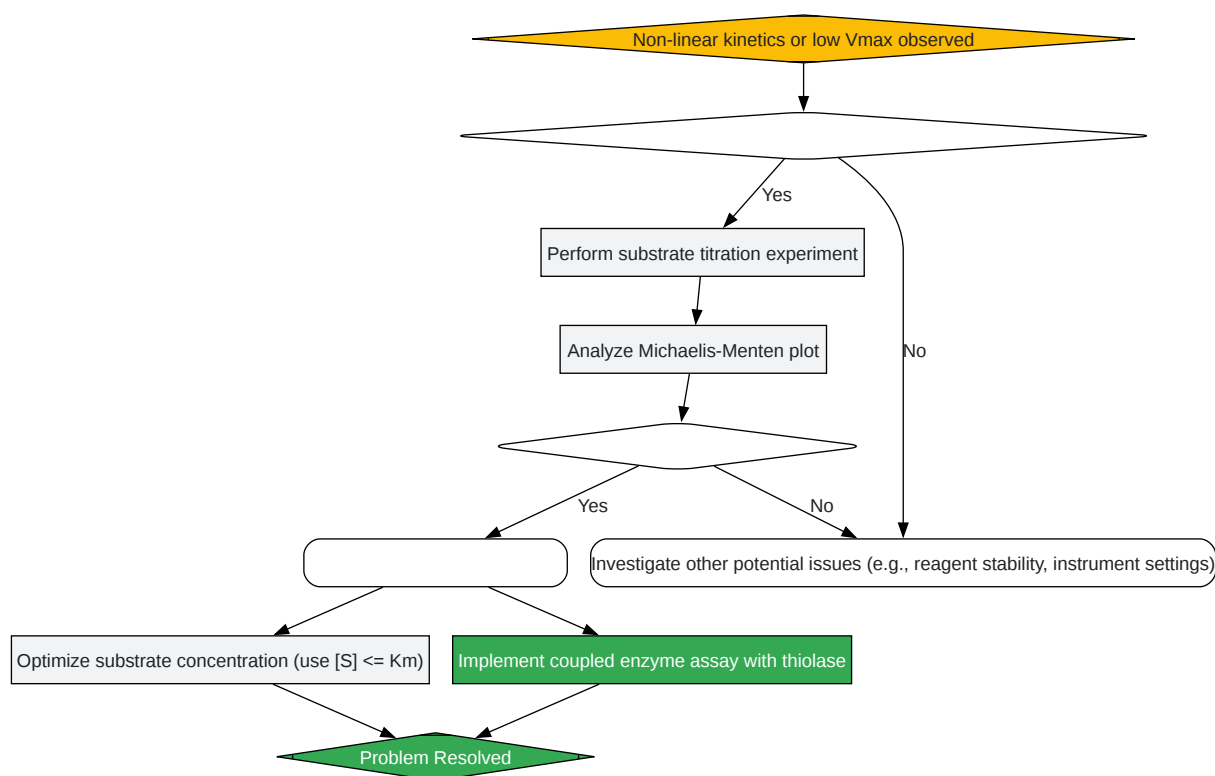 Non-linear kinetics or low Vmax observed
Yes
Perform substrate titration experiment
Analyze Michaelis-Menten plot
No
Yes
No
Investigate other potential issues (e.g., reagent stability, instrument settings)
Optimize substrate concentration (use [S] <= Km)
Implement coupled enzyme assay with thiolase
Problem Resolved